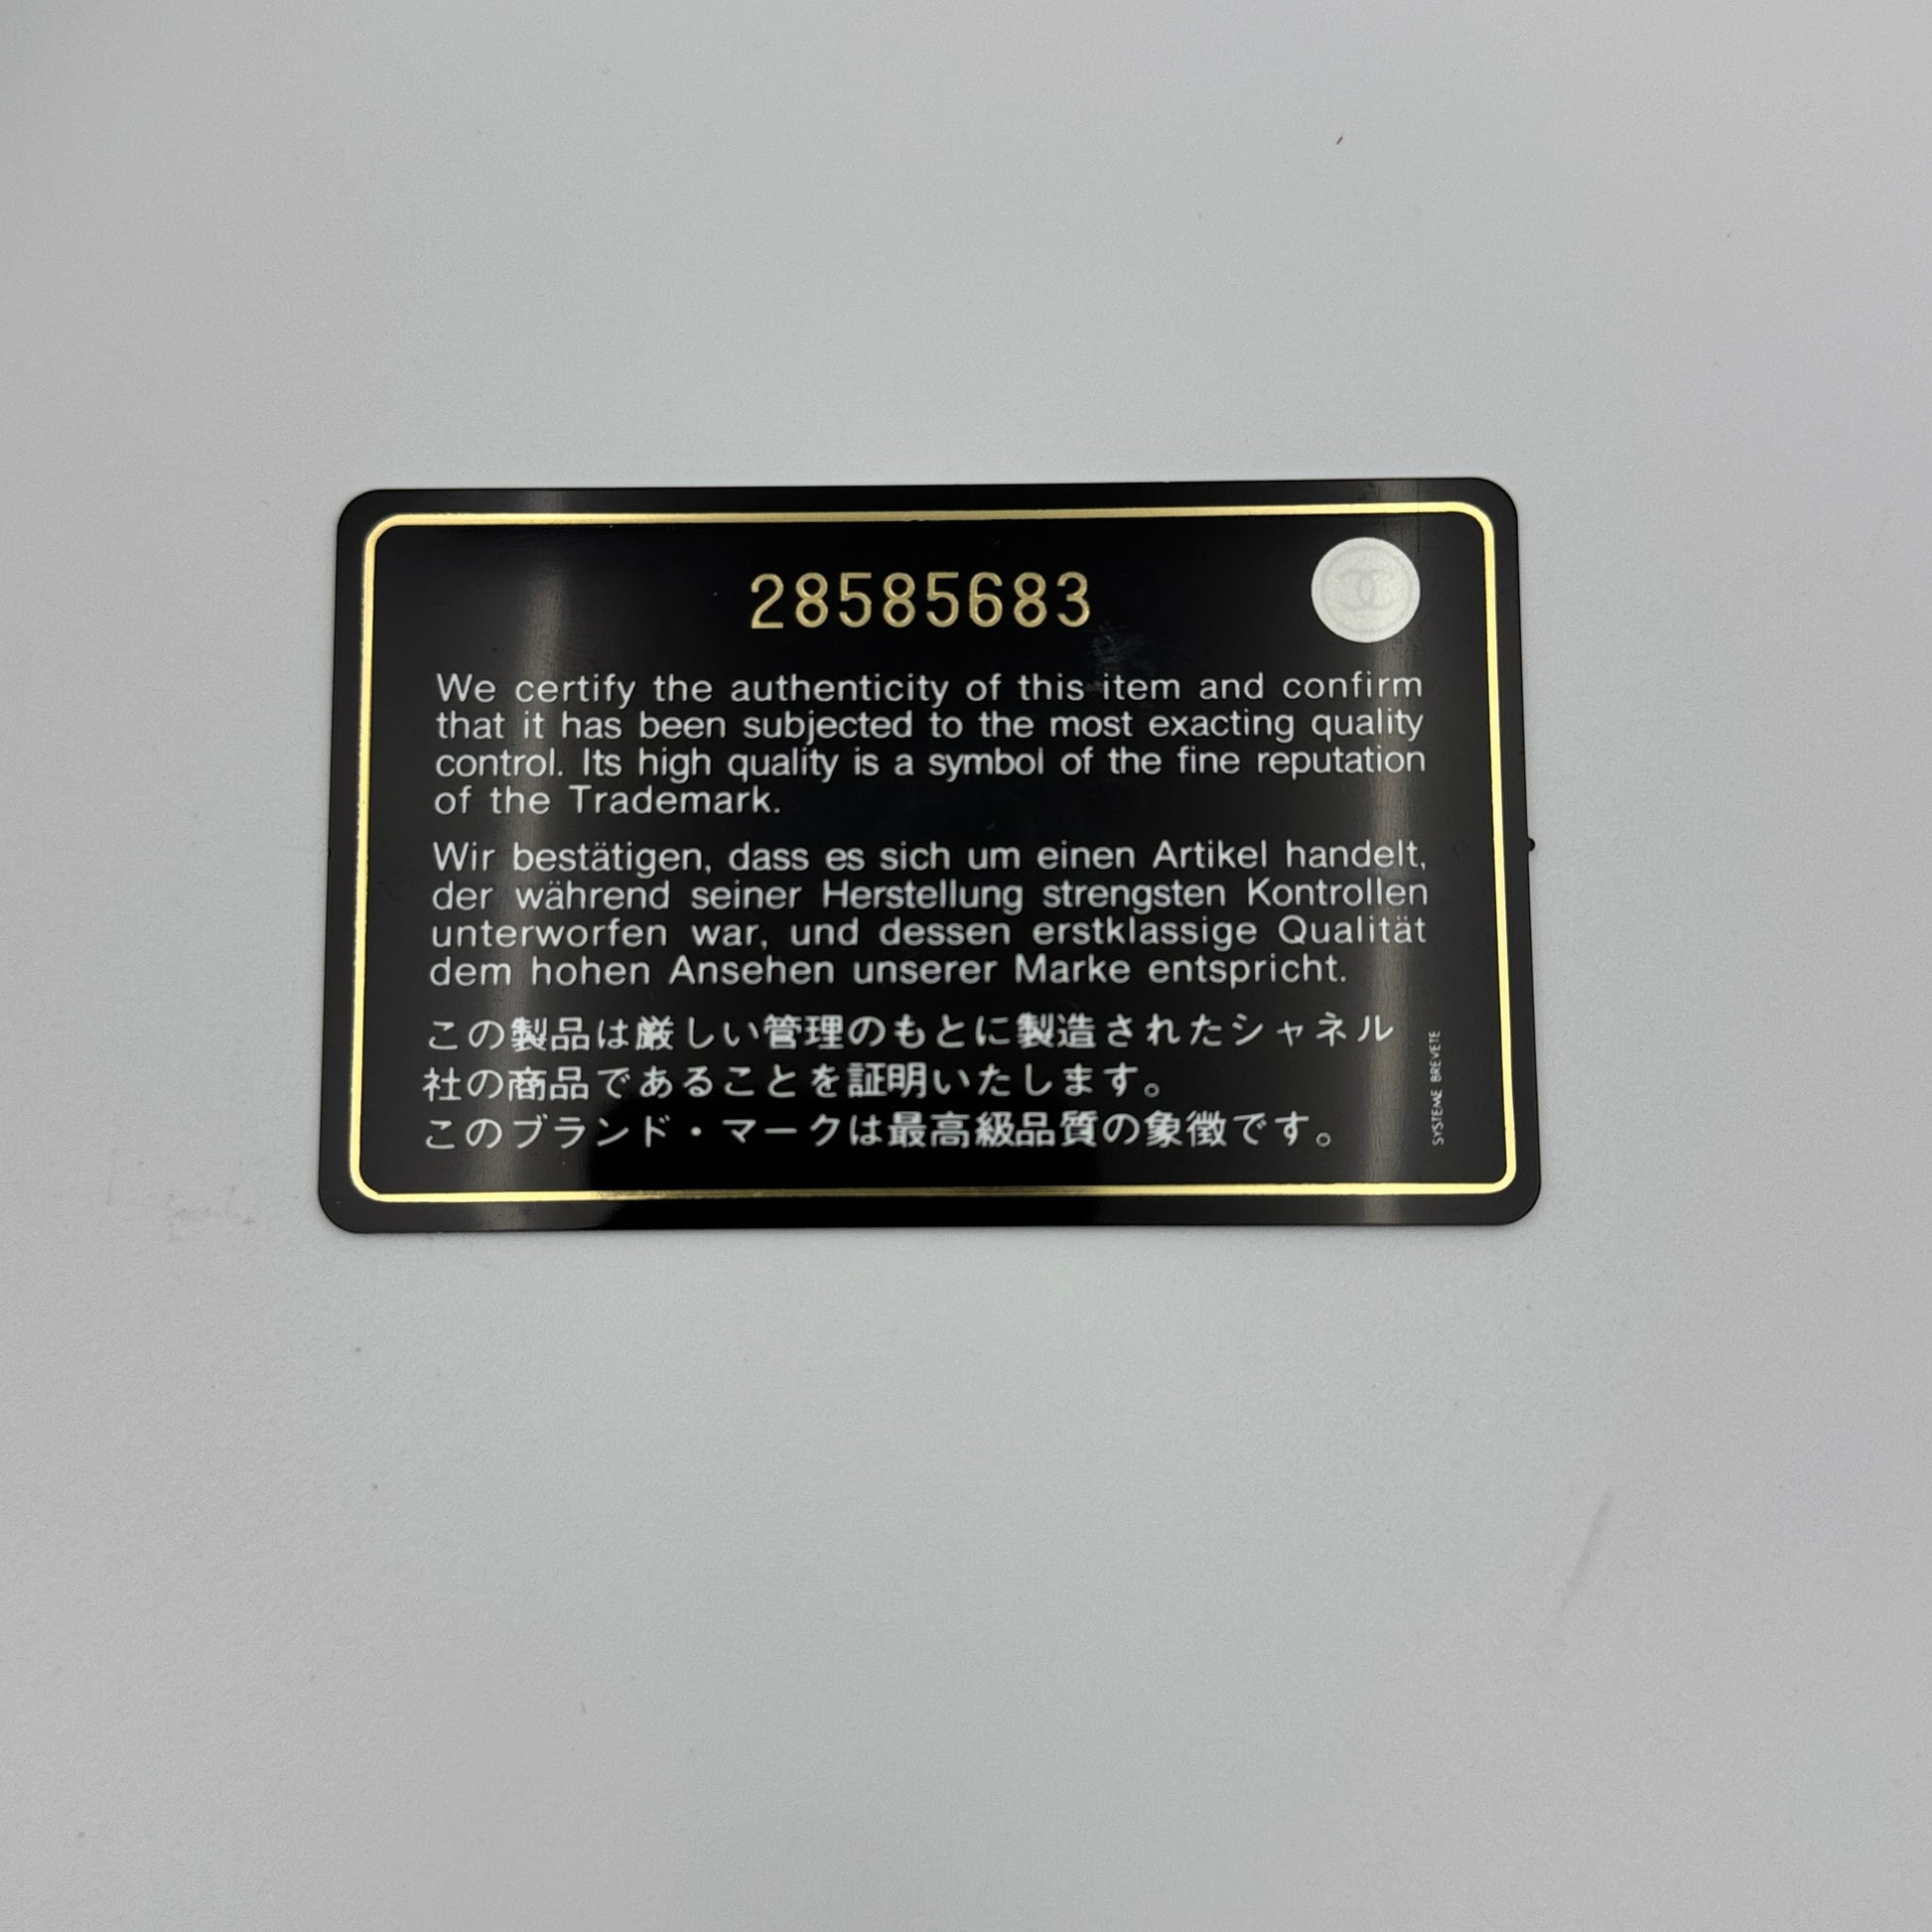 28585683
We certify the authenticity of this item and confirm
that it has been subjected to the most exacting quality
control. Its high quality is a symbol of the fine reputation
of the Trademark.
Wir bestätigen, dass es sich um einen Artikel handelt,
der während seiner Herstellung strengsten Kontrollen
unterworfen war, und dessen erstklassige Qualität
dem hohen Ansehen unserer Marke entspricht.
この製品は厳しい管理のもとに製造されたシャネル
社の商品であることを証明いたします。
このブランド・マークは最高級品質の象徴です。
SYSTEME BREVETE